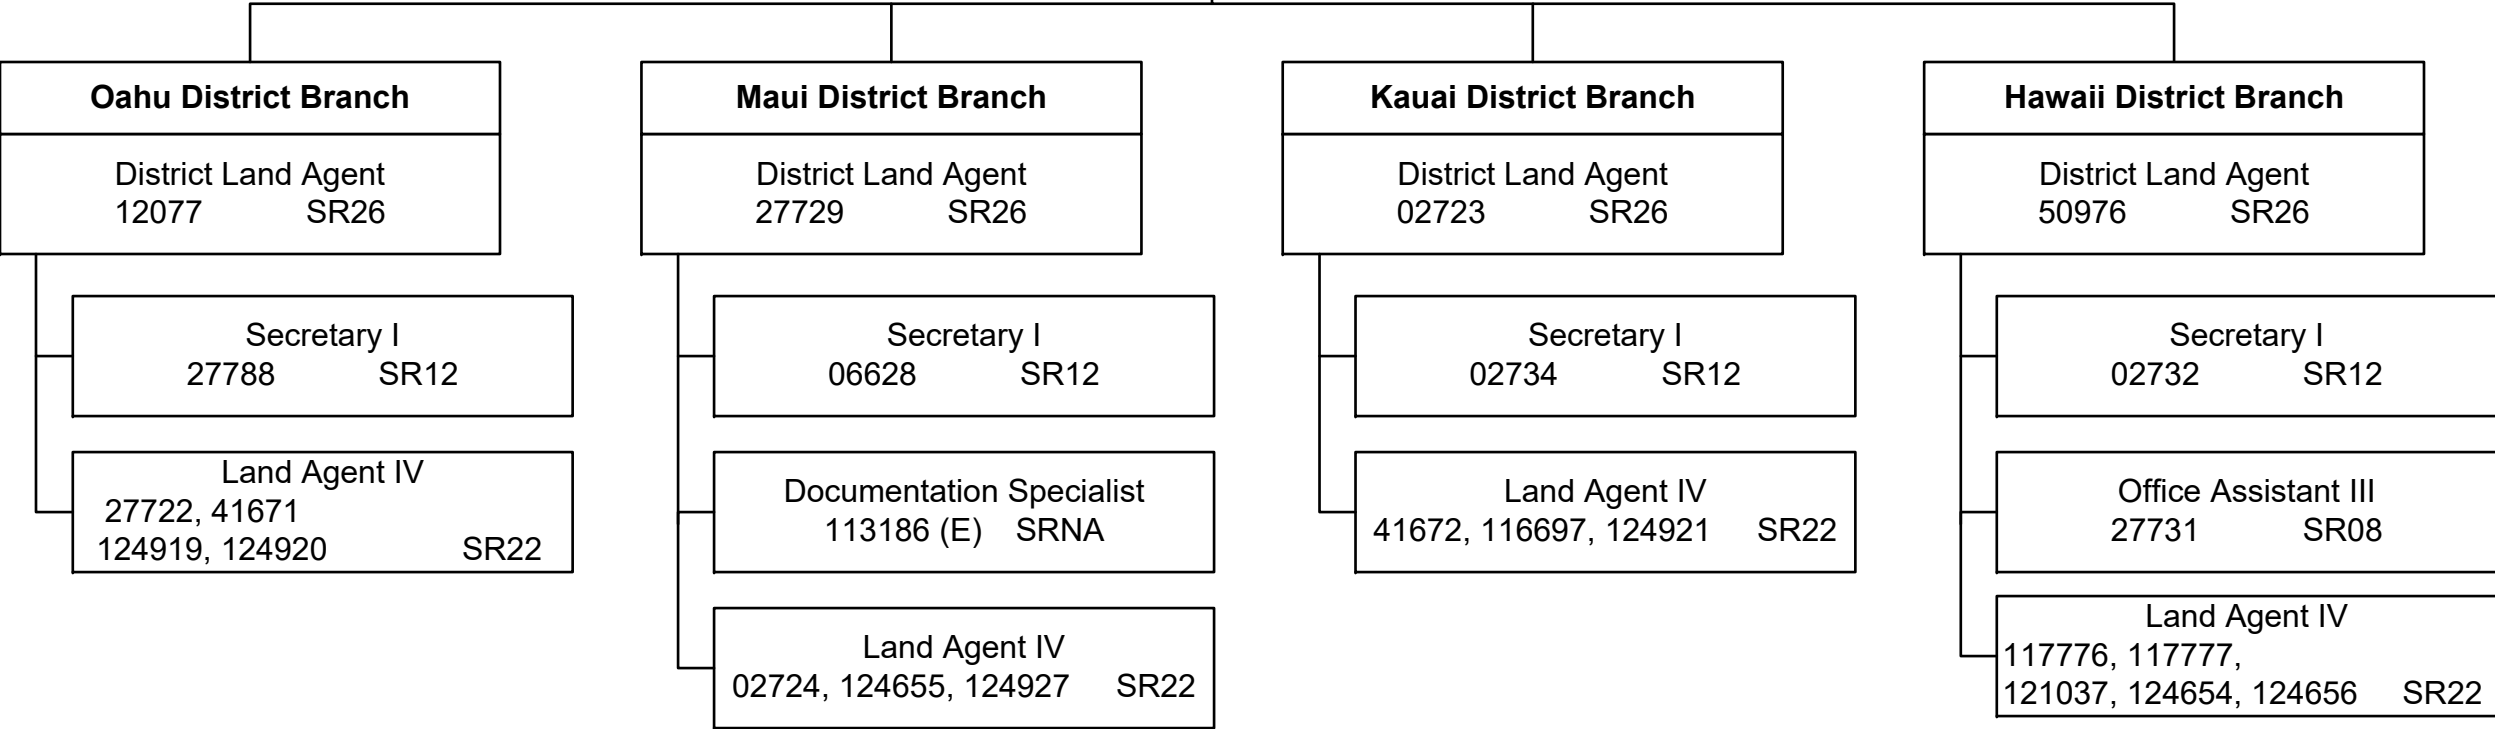 Oahu District Branch
District Land Agent
12077 SR26
Secretary I
27788 SR12
Land Agent IV
27722, 41671
124919, 124920 SR22
Maui District Branch
District Land Agent
27729 SR26
Secretary I
06628 SR12
Documentation Specialist
113186 (E) SRNA
Land Agent IV
02724, 124655, 124927 SR22
Kauai District Branch
District Land Agent
02723 SR26
Secretary I
02734 SR12
Land Agent IV
41672, 116697, 124921 SR22
Hawaii District Branch
District Land Agent
50976 SR26
Secretary I
02732 SR12
Office Assistant III
27731 SR08
Land Agent IV
117776, 117777,
121037, 124654, 124656 SR22